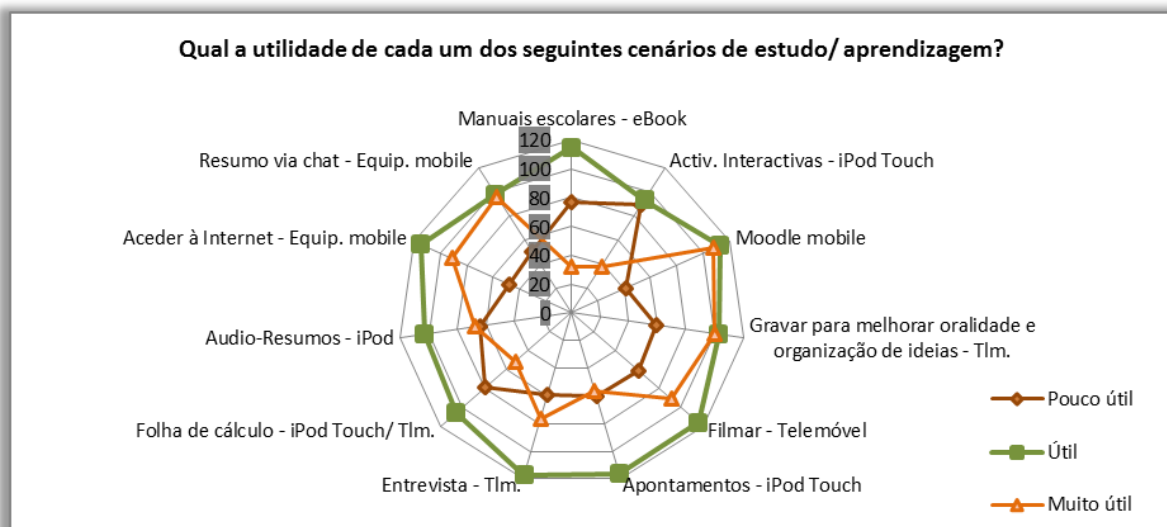 Qual a utilidade de cada um dos seguintes cenários de estudo/ aprendizagem?
Manuais escolares - eBook
120
Resumo via chat - Equip. mobile
100
Activ. Interactivas - iPod Touch
80
60
Aceder à Internet - Equip. mobile
40
Moodle mobile
20
0
Audio-Resumos - iPod
Gravar para melhorar oralidade e
organização de ideias - Tlm.
Pouco útil
Folha de cálculo - iPod Touch/ Tlm.
Filmar - Telemóvel
Útil
Entrevista - Tlm.
Apontamentos - iPod Touch
Muito útil